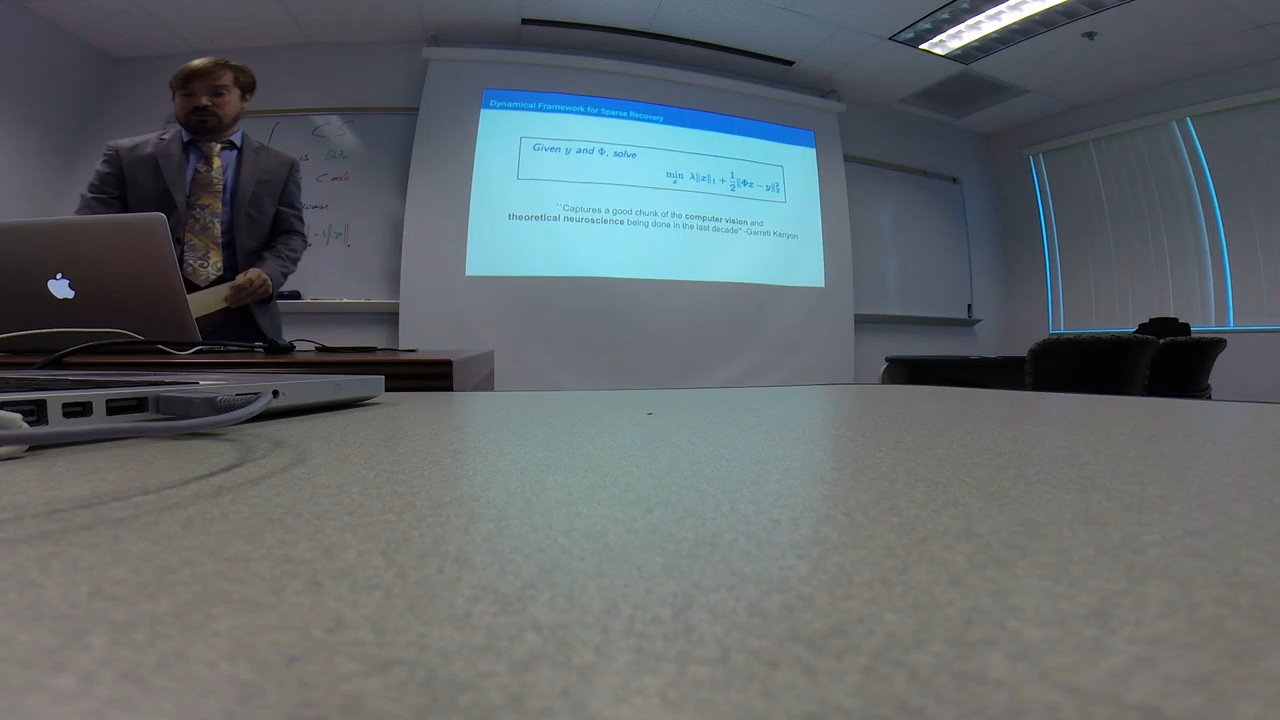 Dynamical Framework for Sparse Recovery
Given y and Φ, solve
min λ‖x‖₁ + 1/2‖Φx − y‖₂²
x
``Captures a good chunk of the computer vision and
theoretical neuroscience being done in the last decade" -Garrett Kenyon
CS